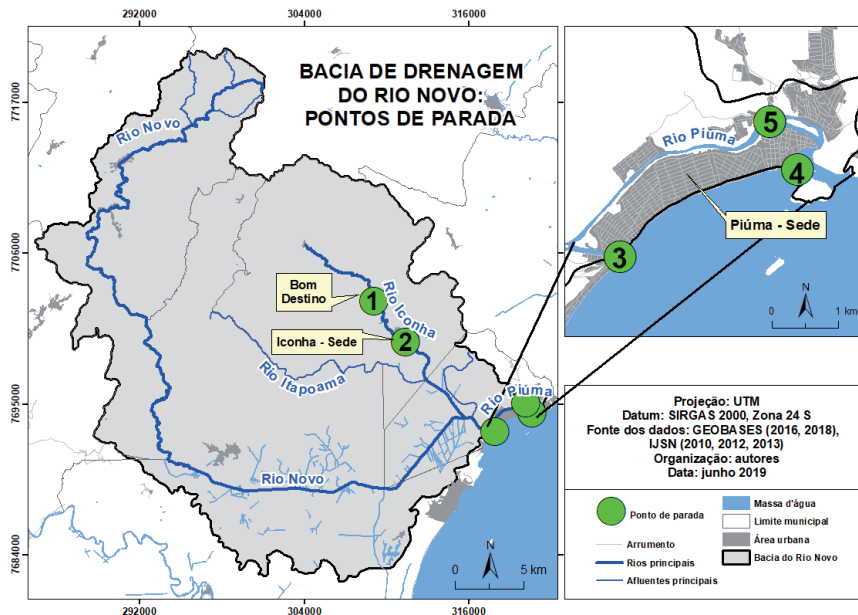 292000
304000
316000
7717000
7706000
7695000
7684000
BACIA DE DRENAGEM
DO RIO NOVO:
PONTOS DE PARADA
Rio Novo
Bom
Destino
1
Rio Iconha
2
Iconha - Sede
Rio Itapoama
Rio Piúma
Rio Novo
N
0
5 km
292000
304000
316000
5
Rio Piúma
4
Piúma - Sede
3
N
0
1 km
Projeção: UTM
Datum: SIRGAS 2000, Zona 24 S
Fonte dos dados: GEOBASES (2016, 2018),
IJSN (2010, 2012, 2013)
Organização: autores
Data: junho 2019
Ponto de parada
Arrumento
Rios principais
Afluentes principais
Massa d'água
Limite municipal
Área urbana
Bacia do Rio Novo